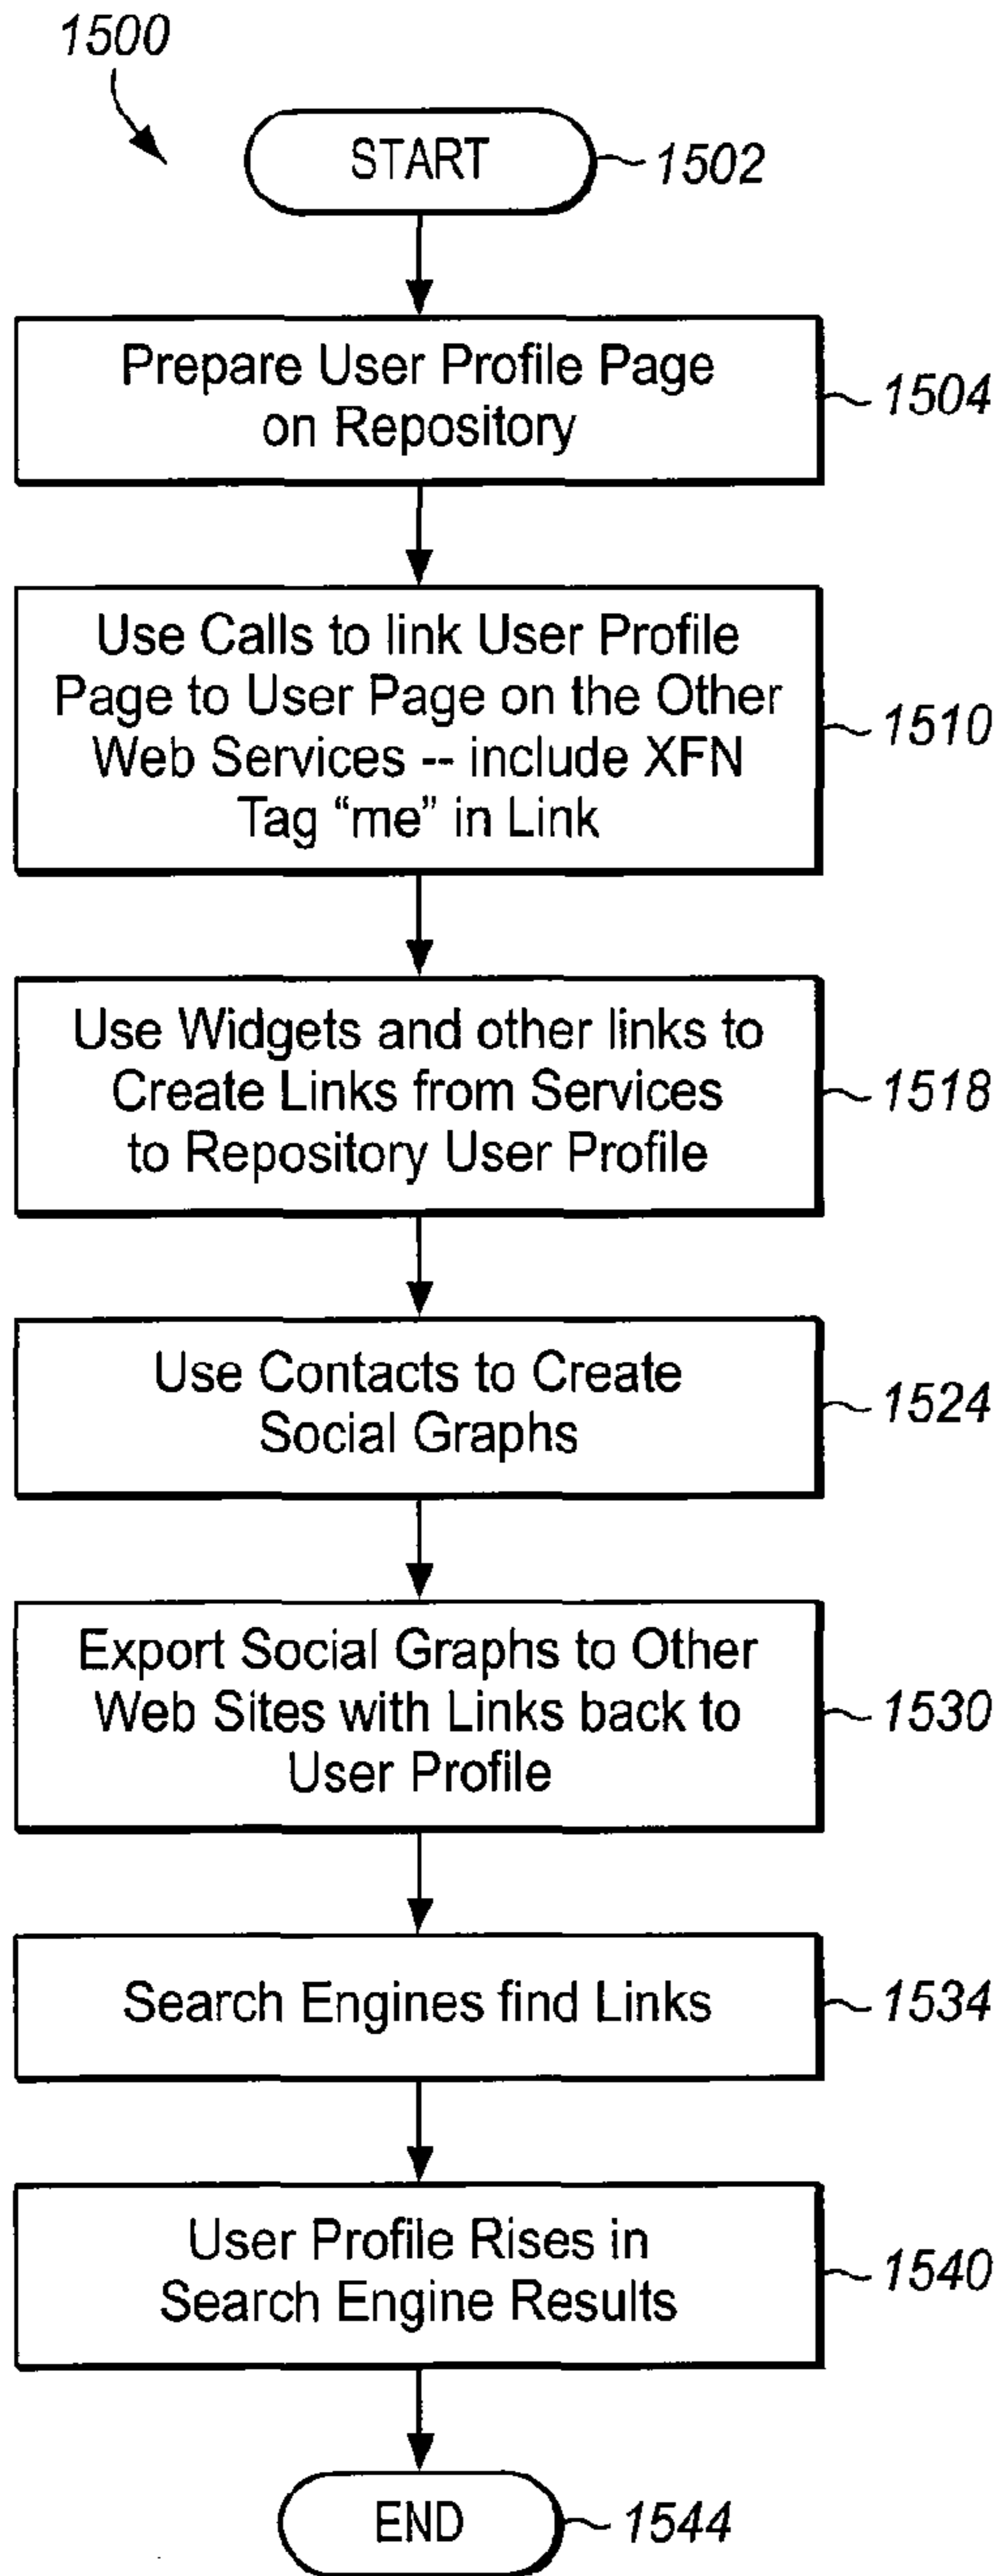 1500
START
1502
Prepare User Profile Page
on Repository
1504
Use Calls to link User Profile
Page to User Page on the Other
Web Services -- include XFN
Tag “me” in Link
1510
Use Widgets and other links to
Create Links from Services
to Repository User Profile
1518
Use Contacts to Create
Social Graphs
1524
Export Social Graphs to Other
Web Sites with Links back to
User Profile
1530
Search Engines find Links
1534
User Profile Rises in
Search Engine Results
1540
END
1544